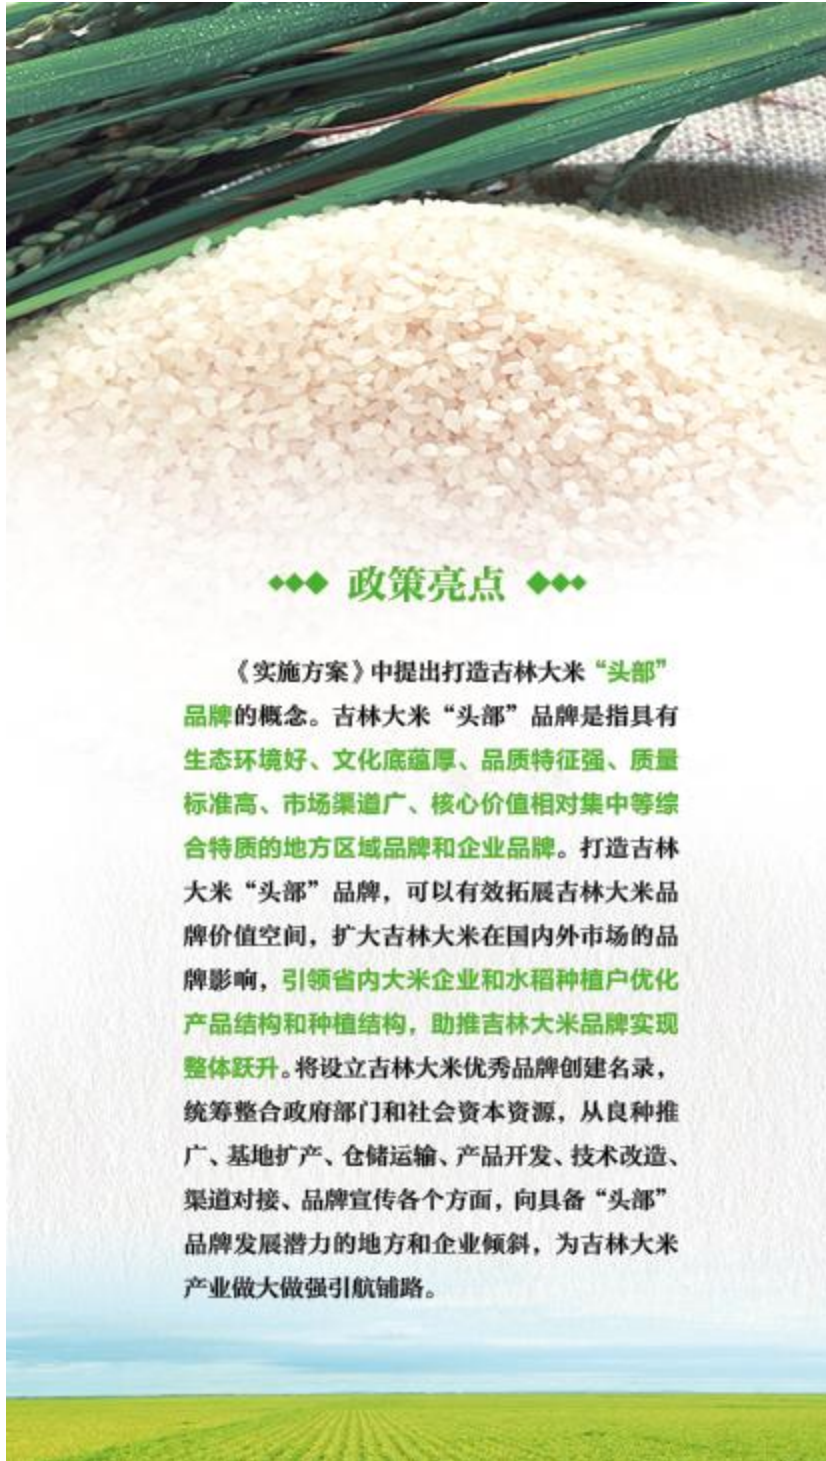 政策亮点
《实施方案》中提出打造吉林大米“头部”
品牌的概念。吉林大米“头部”品牌是指具有
生态环境好、文化底蕴厚、品质特征强、质量
标准高、市场渠道广、核心价值相对集中等综
合特质的地方区域品牌和企业品牌。打造吉林
大米“头部”品牌，可以有效拓展吉林大米品
牌价值空间，扩大吉林大米在国内外市场的品
牌影响，引领省内大米企业和水稻种植户优化
产品结构和种植结构，助推吉林大米品牌实现
整体跃升。将设立吉林大米优秀品牌创建名录，
统筹整合政府部门和社会资本资源，从良种推
广、基地扩产、仓储运输、产品开发、技术改造、
渠道对接、品牌宣传各个方面，向具备“头部”
品牌发展潜力的地方和企业倾斜，为吉林大米
产业做大做强引航铺路。